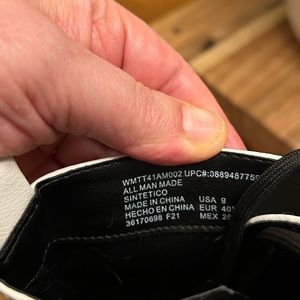 WMTT41AM002 UPC#:
ALL MAN MADE
SINTETICO
MADE IN CHINA USA 9
HECHO EN CHINA EUR
36170698 F21 MEX